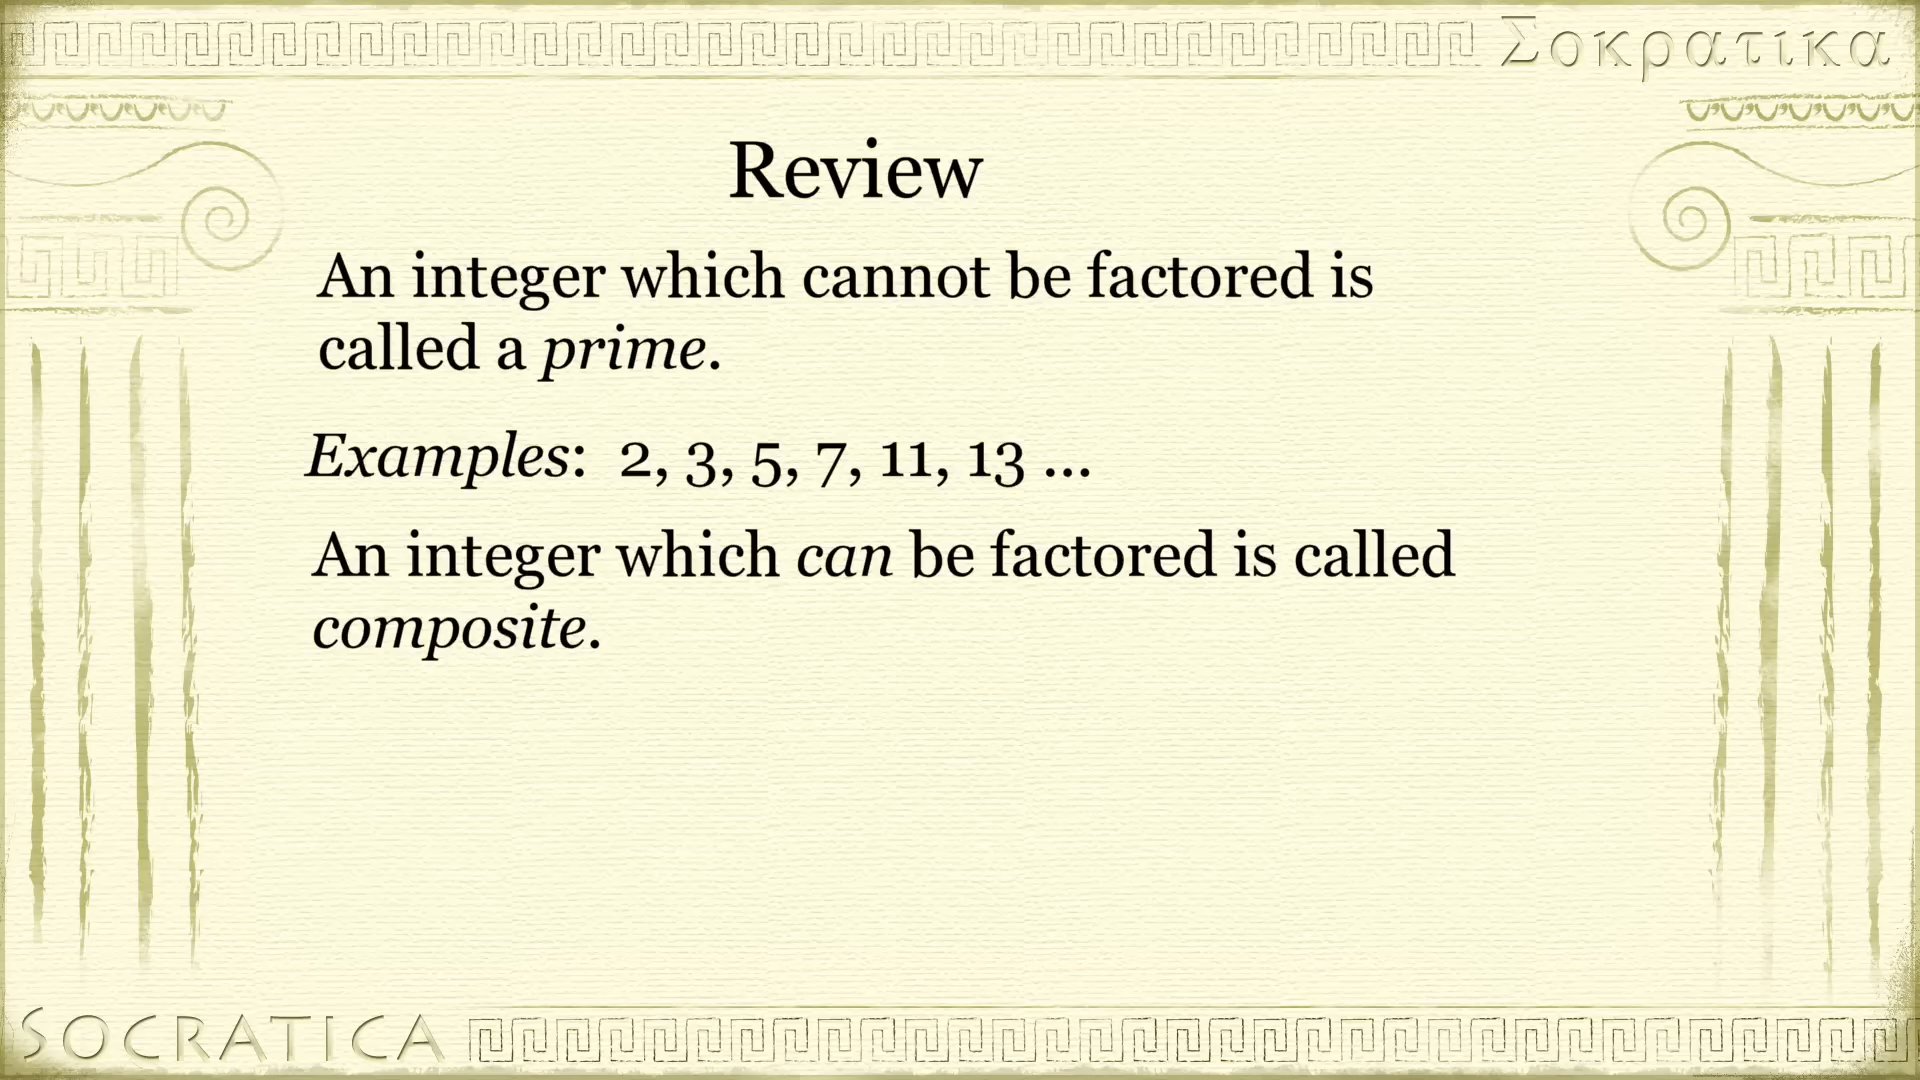 Σοκρατικα
Review
An integer which cannot be factored is
called a prime.
Examples: 2, 3, 5, 7, 11, 13 ...
An integer which can be factored is called
composite.
SOCRATICA